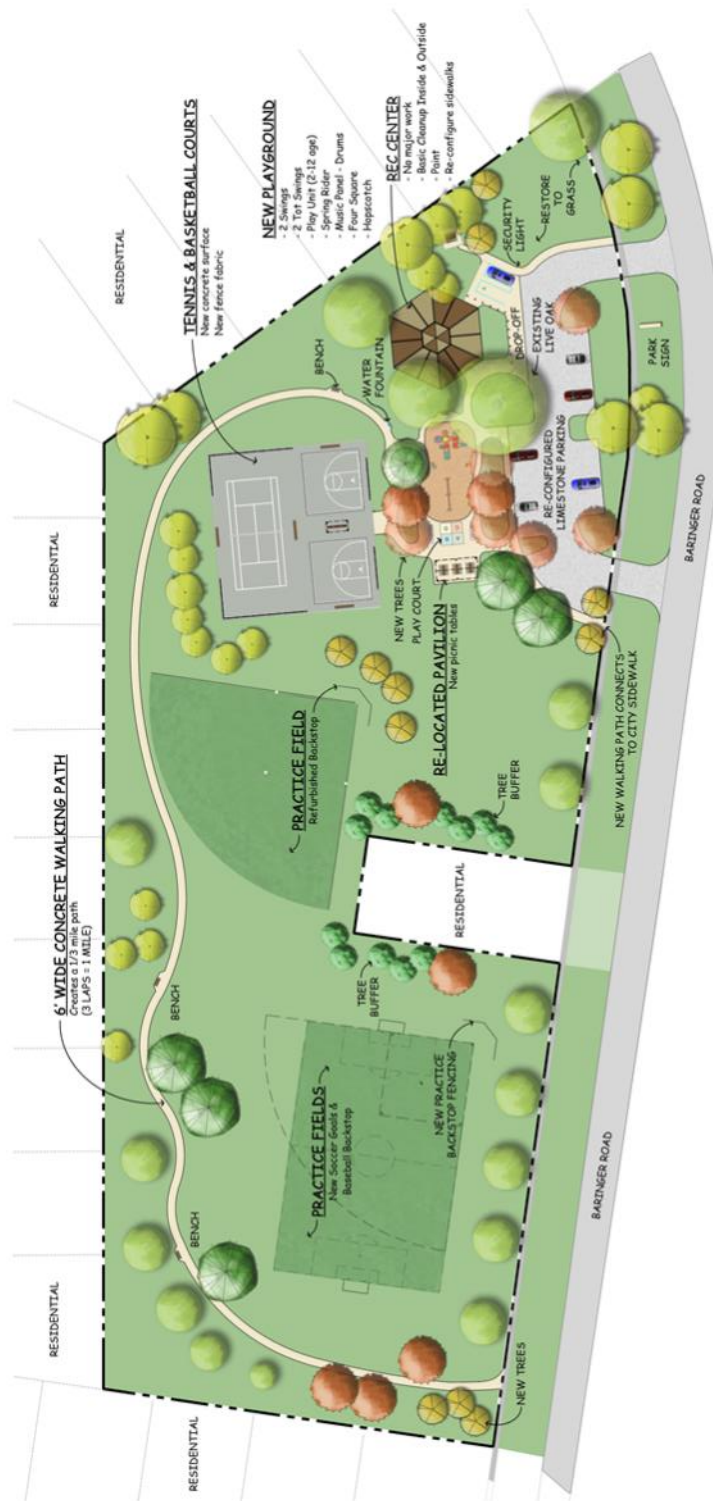 RESIDENTIAL
RESIDENTIAL
RESIDENTIAL
RESIDENTIAL
6' WIDE CONCRETE WALKING PATH
Creates a 1/3 mile path
(3 LAPS = 1 MILE)
BENCH
BENCH
PRACTICE FIELDS
New Soccer Goals &
Baseball Backstop
NEW PRACTICE
BACKSTOP FENCING
NEW TREES
TREE
BUFFER
RESIDENTIAL
TREE
BUFFER
PRACTICE FIELD
Refurbished Backstop
TENNIS & BASKETBALL COURTS
New concrete surface
New fence fabric
BENCH
WATER
FOUNTAIN
NEW TREES
PLAY COURT
RE-LOCATED PAVILION
New picnic tables
NEW PLAYGROUND
- 2 Swings
- 2 Tot Swings
- Play Unit (2-12 age)
- Spring Rider
- Music Panel - Drums
- Four Square
- Hopscotch
REC CENTER
- No major work
- Basic Cleanup Inside & Outside
- Paint
- Re-configure sidewalks
SECURITY
LIGHT
RESTORE TO
GRASS
DROP-OFF
EXISTING
LIVE OAK
RE-CONFIGURED
LIMESTONE PARKING
PARK
SIGN
NEW WALKING PATH CONNECTS
TO CITY SIDEWALK
BARINGER ROAD
BARINGER ROAD